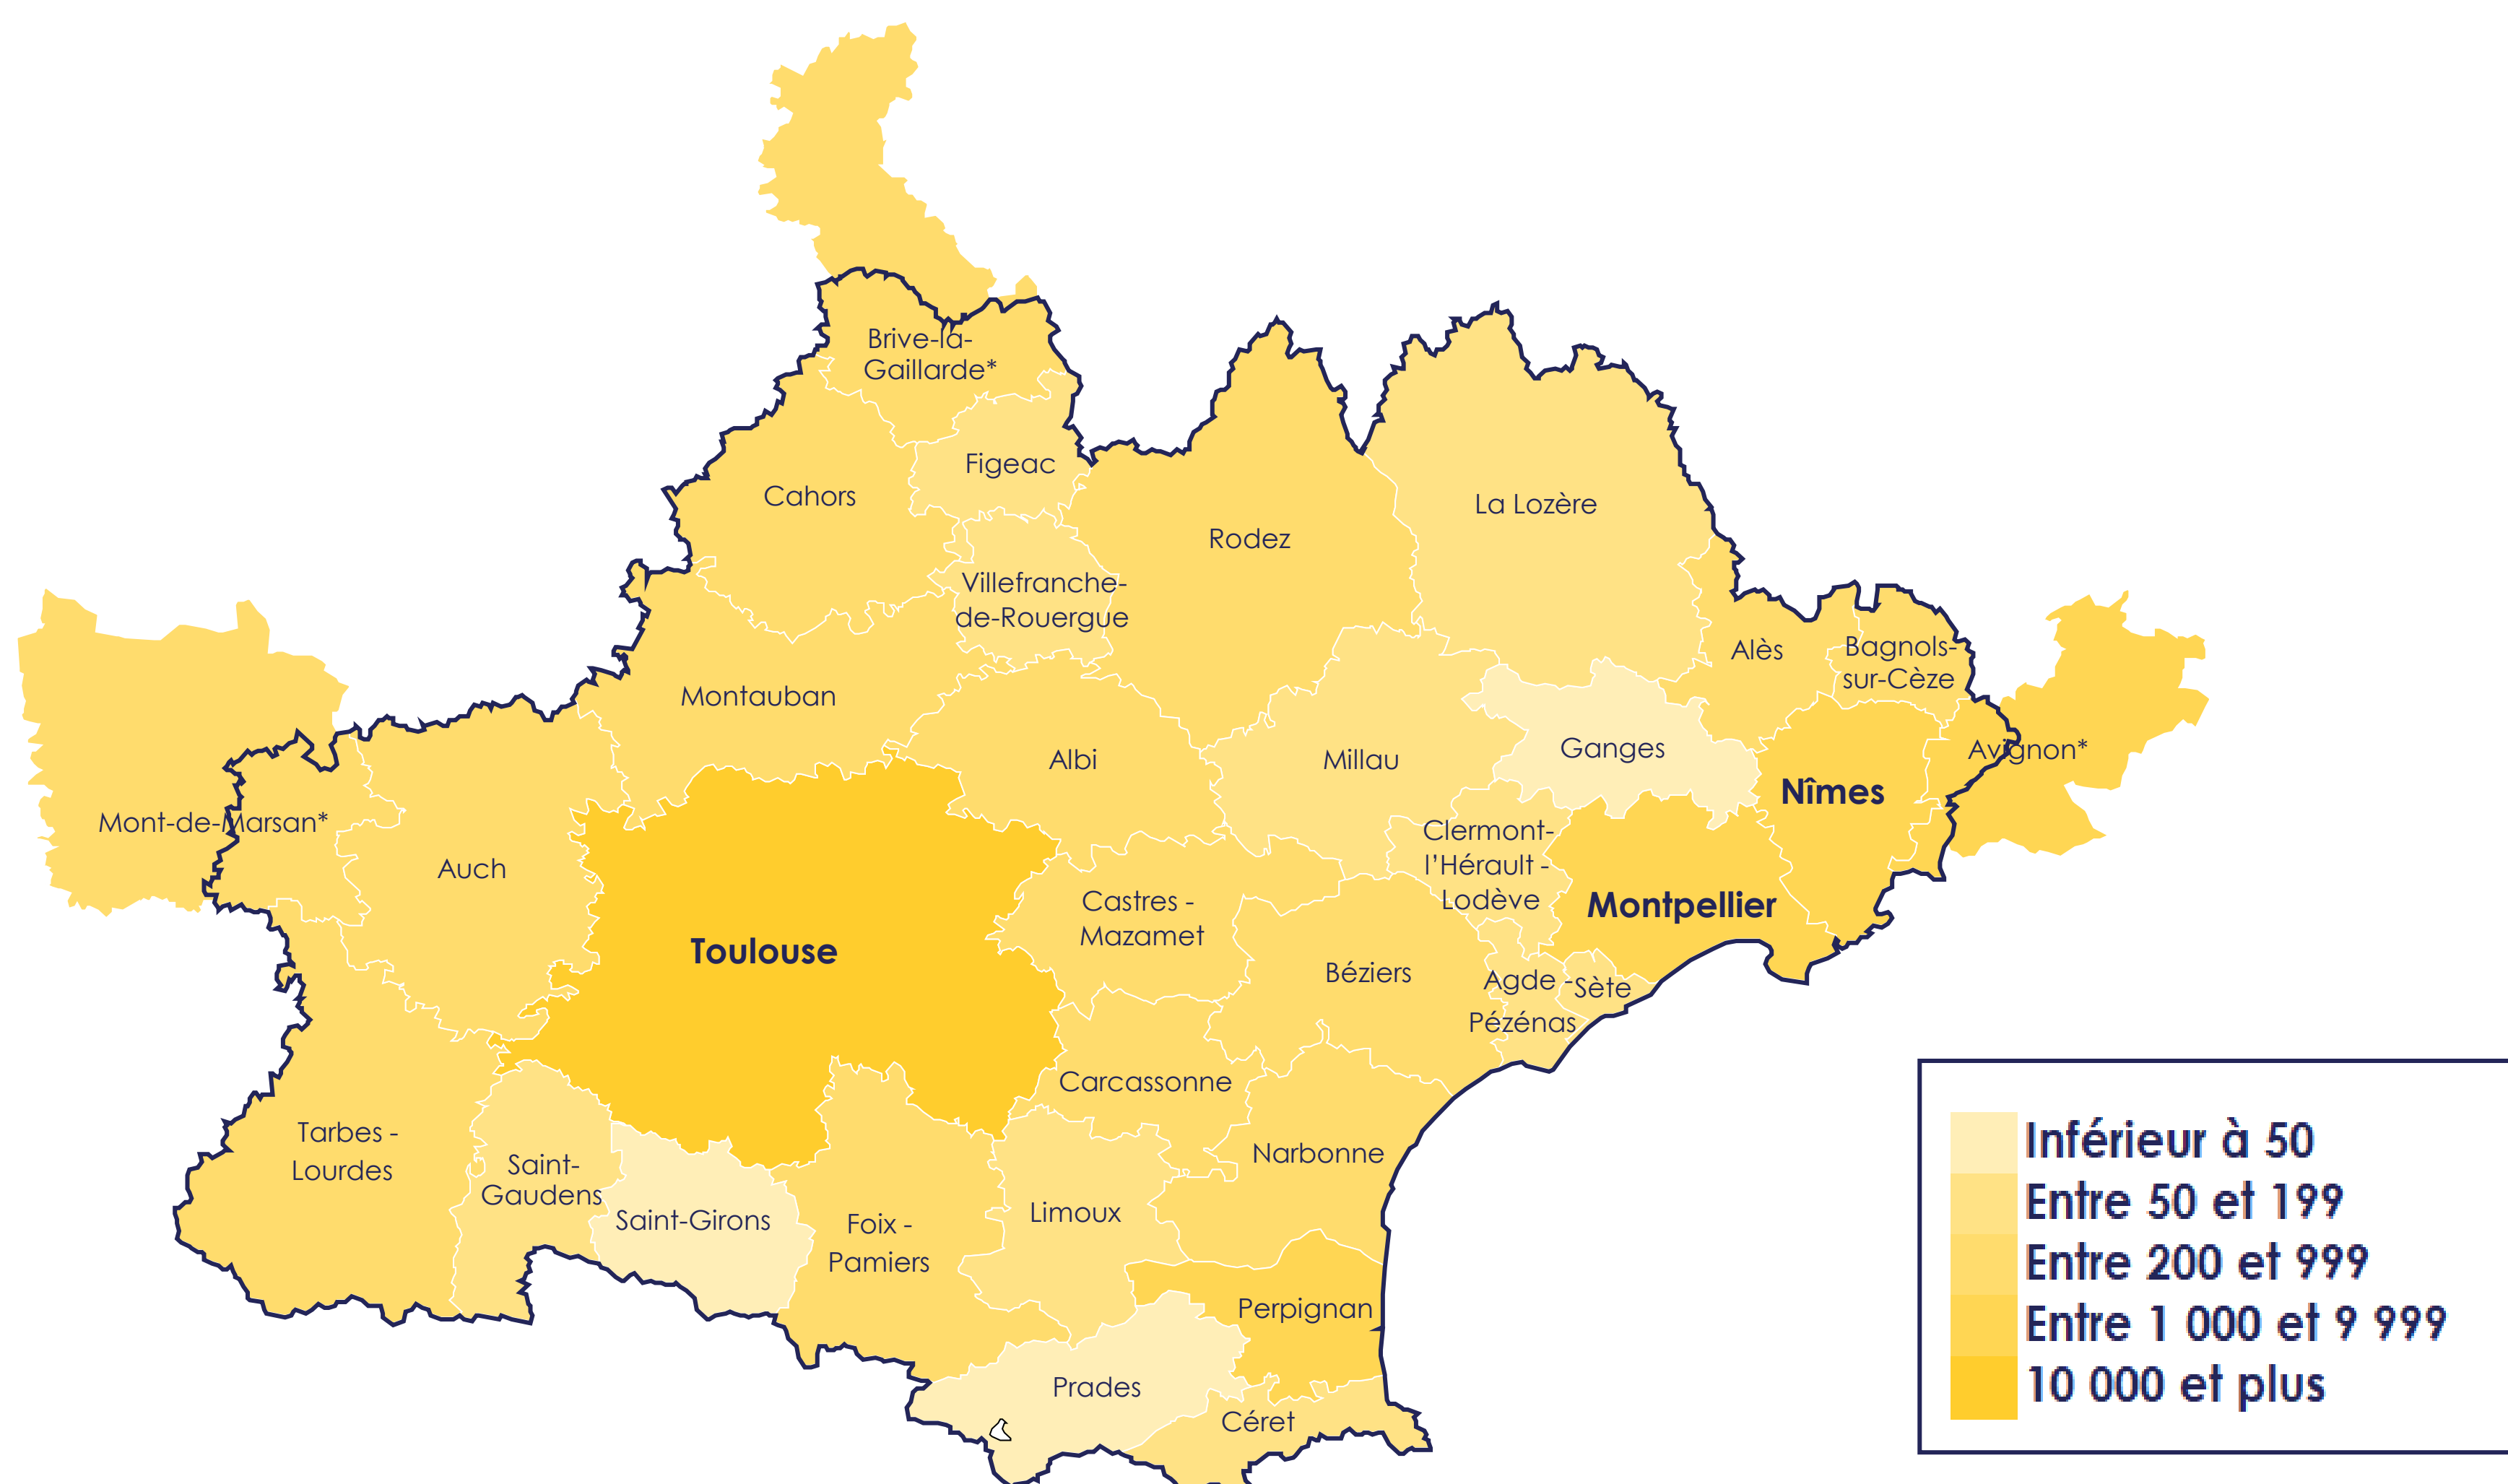 Brive-la-
Gaillarde*
Figeac
Cahors
La Lozère
Rodez
Villefranche-
de-Rouergue
Alès
Bagnols-
sur-Cèze
Montauban
Albi
Millau
Ganges
Avignon*
Nîmes
Mont-de-Marsan*
Auch
Clermont-
l’Hérault -
Lodève
Castres -
Mazamet
Montpellier
Toulouse
Béziers
Agde -
Pézénas
Sète
Carcassonne
Tarbes -
Lourdes
Saint-
Gaudens
Narbonne
Saint-Girons
Foix -
Pamiers
Limoux
Perpignan
Prades
Céret
Inférieur à 50
Entre 50 et 199
Entre 200 et 999
Entre 1 000 et 9 999
10 000 et plus